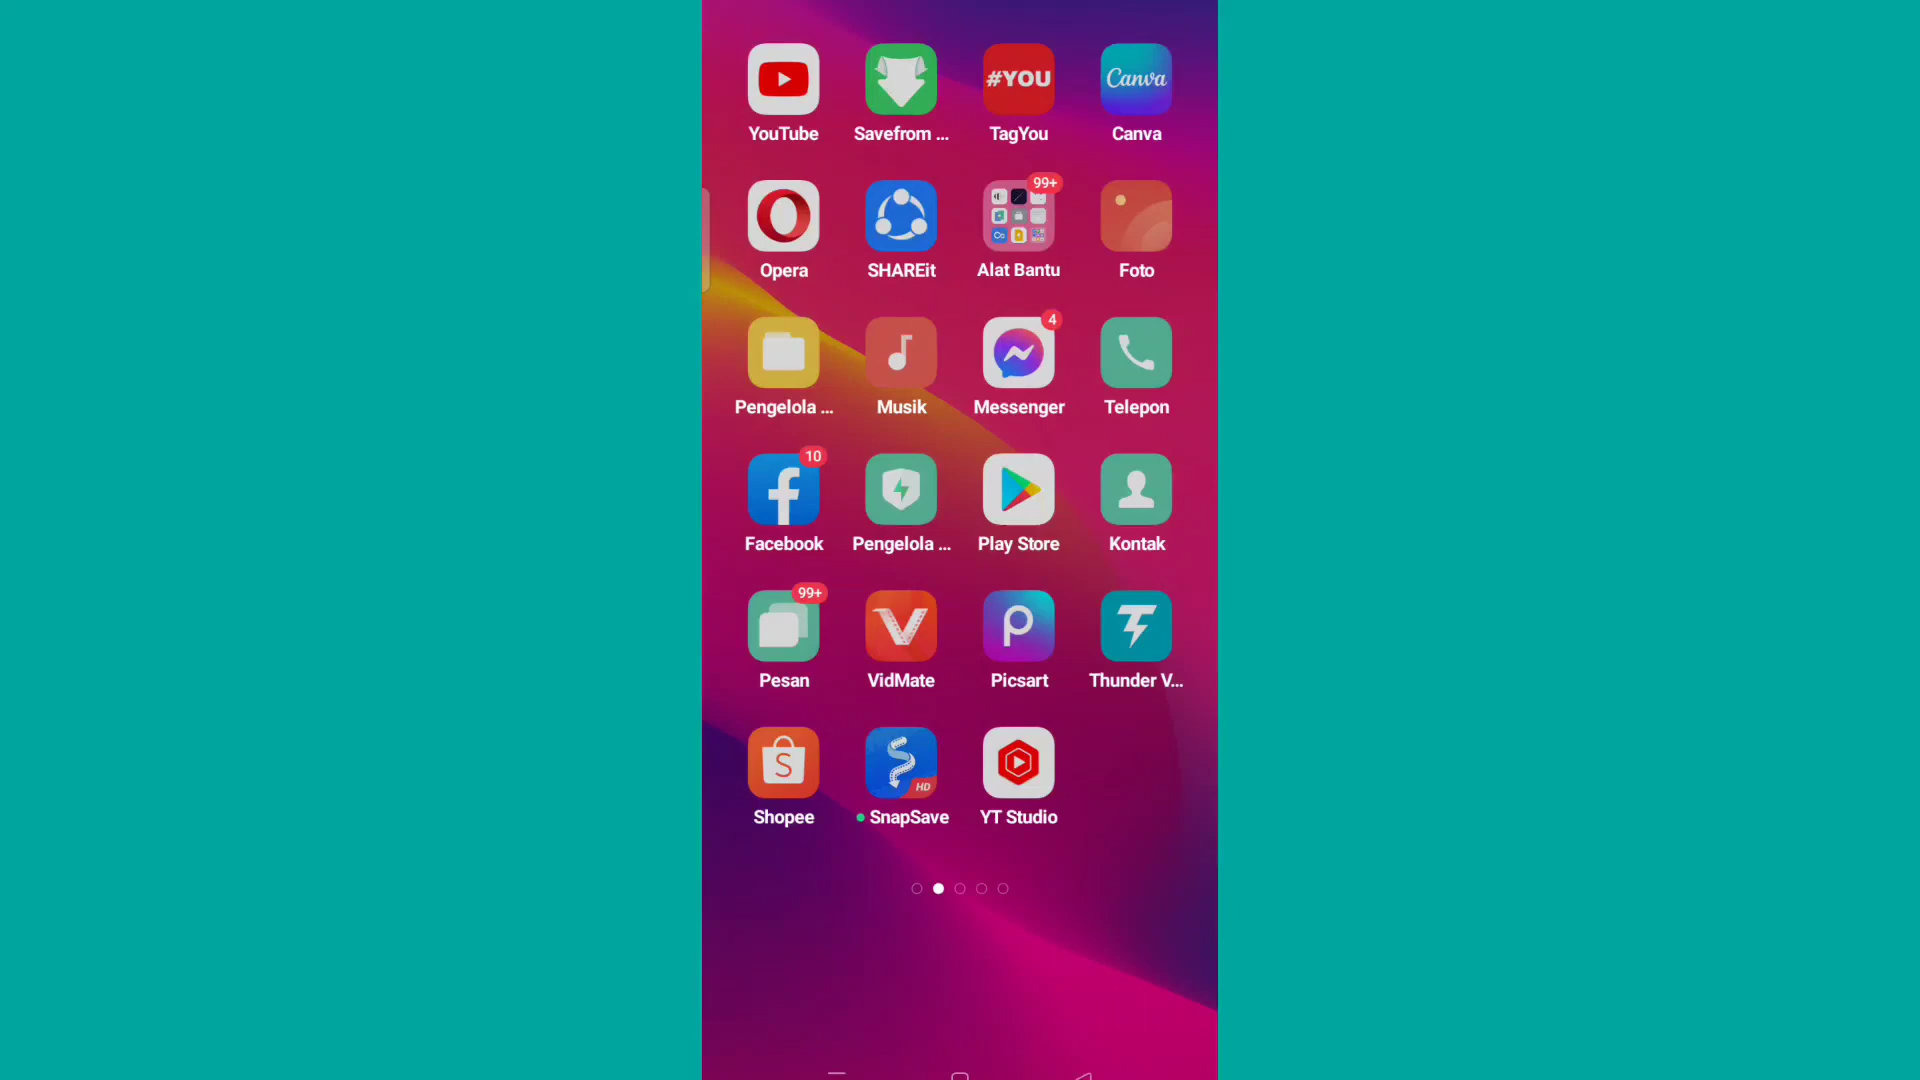 #YOU
Canva
YouTube
Savefrom ...
TagYou
Canva
99+
Opera
SHAREit
Alat Bantu
Foto
4
Pengelola ...
Musik
Messenger
Telepon
10
Facebook
Pengelola ...
Play Store
Kontak
99+
Pesan
VidMate
Picsart
Thunder V...
S
HD
Shopee
SnapSave
YT Studio